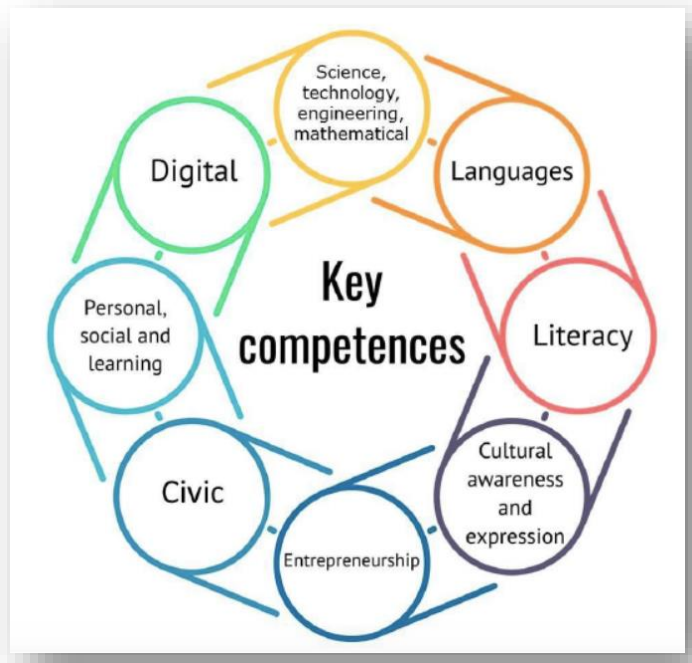 Science,
technology,
engineering,
mathematical
Languages
Literacy
Cultural
awareness
and
expression
Entrepreneurship
Civic
Personal,
social and
learning
Digital
Key
competences